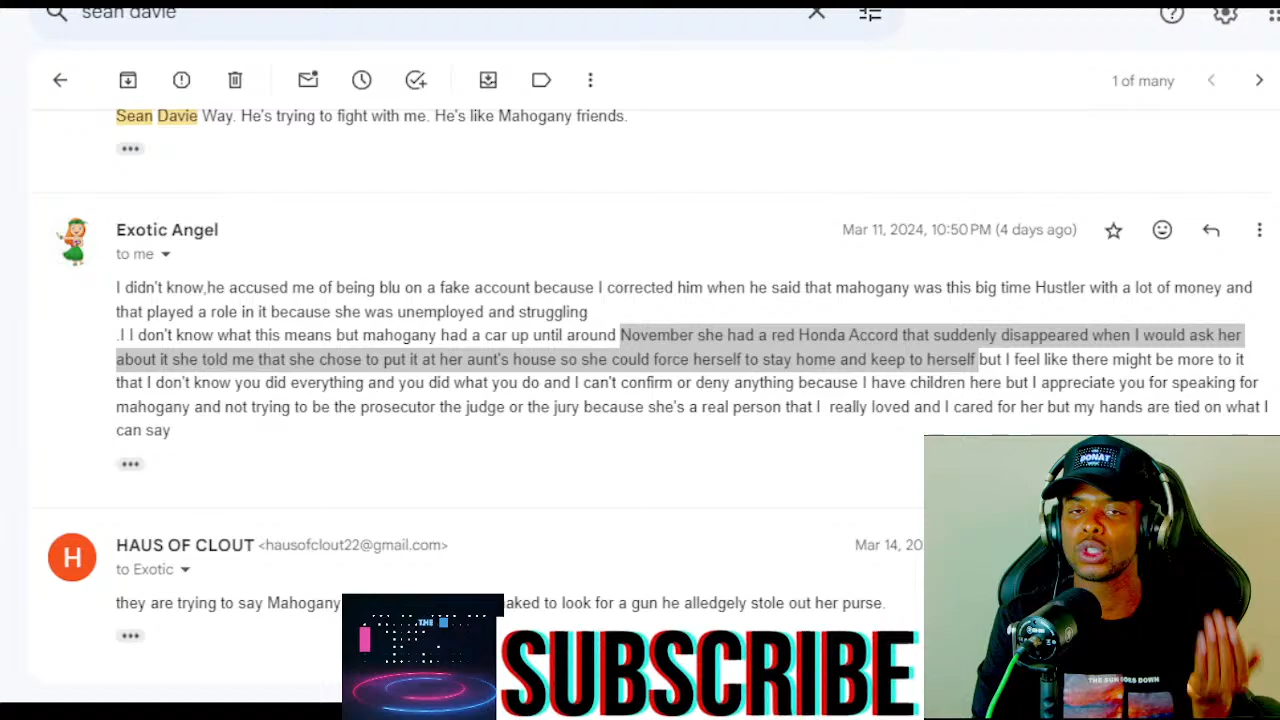 sean davie
1 of many
Sean Davie Way. He's trying to fight with me. He's like Mahogany friends.
Exotic Angel
Mar 11, 2024, 10:50 PM (4 days ago)
to me
I didn't know,he accused me of being blu on a fake account because I corrected him when he said that mahogany was this big time Hustler with a lot of money and
that played a role in it because she was unemployed and struggling
.I I don't know what this means but mahogany had a car up until around November she had a red Honda Accord that suddenly disappeared when I would ask her
about it she told me that she chose to put it at her aunt's house so she could force herself to stay home and keep to herself but I feel like there might be more to it
that I don't know you did everything and you did what you do and I can't confirm or deny anything because I have children here but I appreciate you for speaking for
mahogany and not trying to be the prosecutor the judge or the jury because she's a real person that I really loved and I cared for her but my hands are tied on what I
can say
H
HAUS OF CLOUT <hausofclout22@gmail.com>
Mar 14, 20
to Exotic
they are trying to say Mahogany
naked to look for a gun he alledgely stole out her purse.
THE
SUBSCRIBE
DONAT
THE SUN GOES DOWN